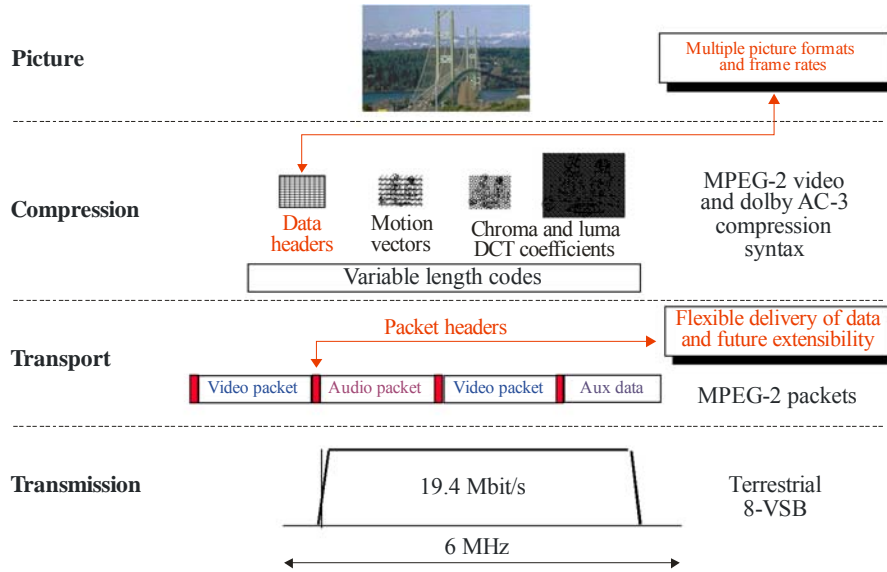 Picture
Multiple picture formats
and frame rates
Compression
Data
headers
Motion
vectors
Chroma and luma
DCT coefficients
MPEG-2 video
and dolby AC-3
compression
syntax
Variable length codes
Transport
Packet headers
Flexible delivery of data
and future extensibility
Video packet
Audio packet
Video packet
Aux data
MPEG-2 packets
Transmission
19.4 Mbit/s
Terrestrial
8-VSB
6 MHz